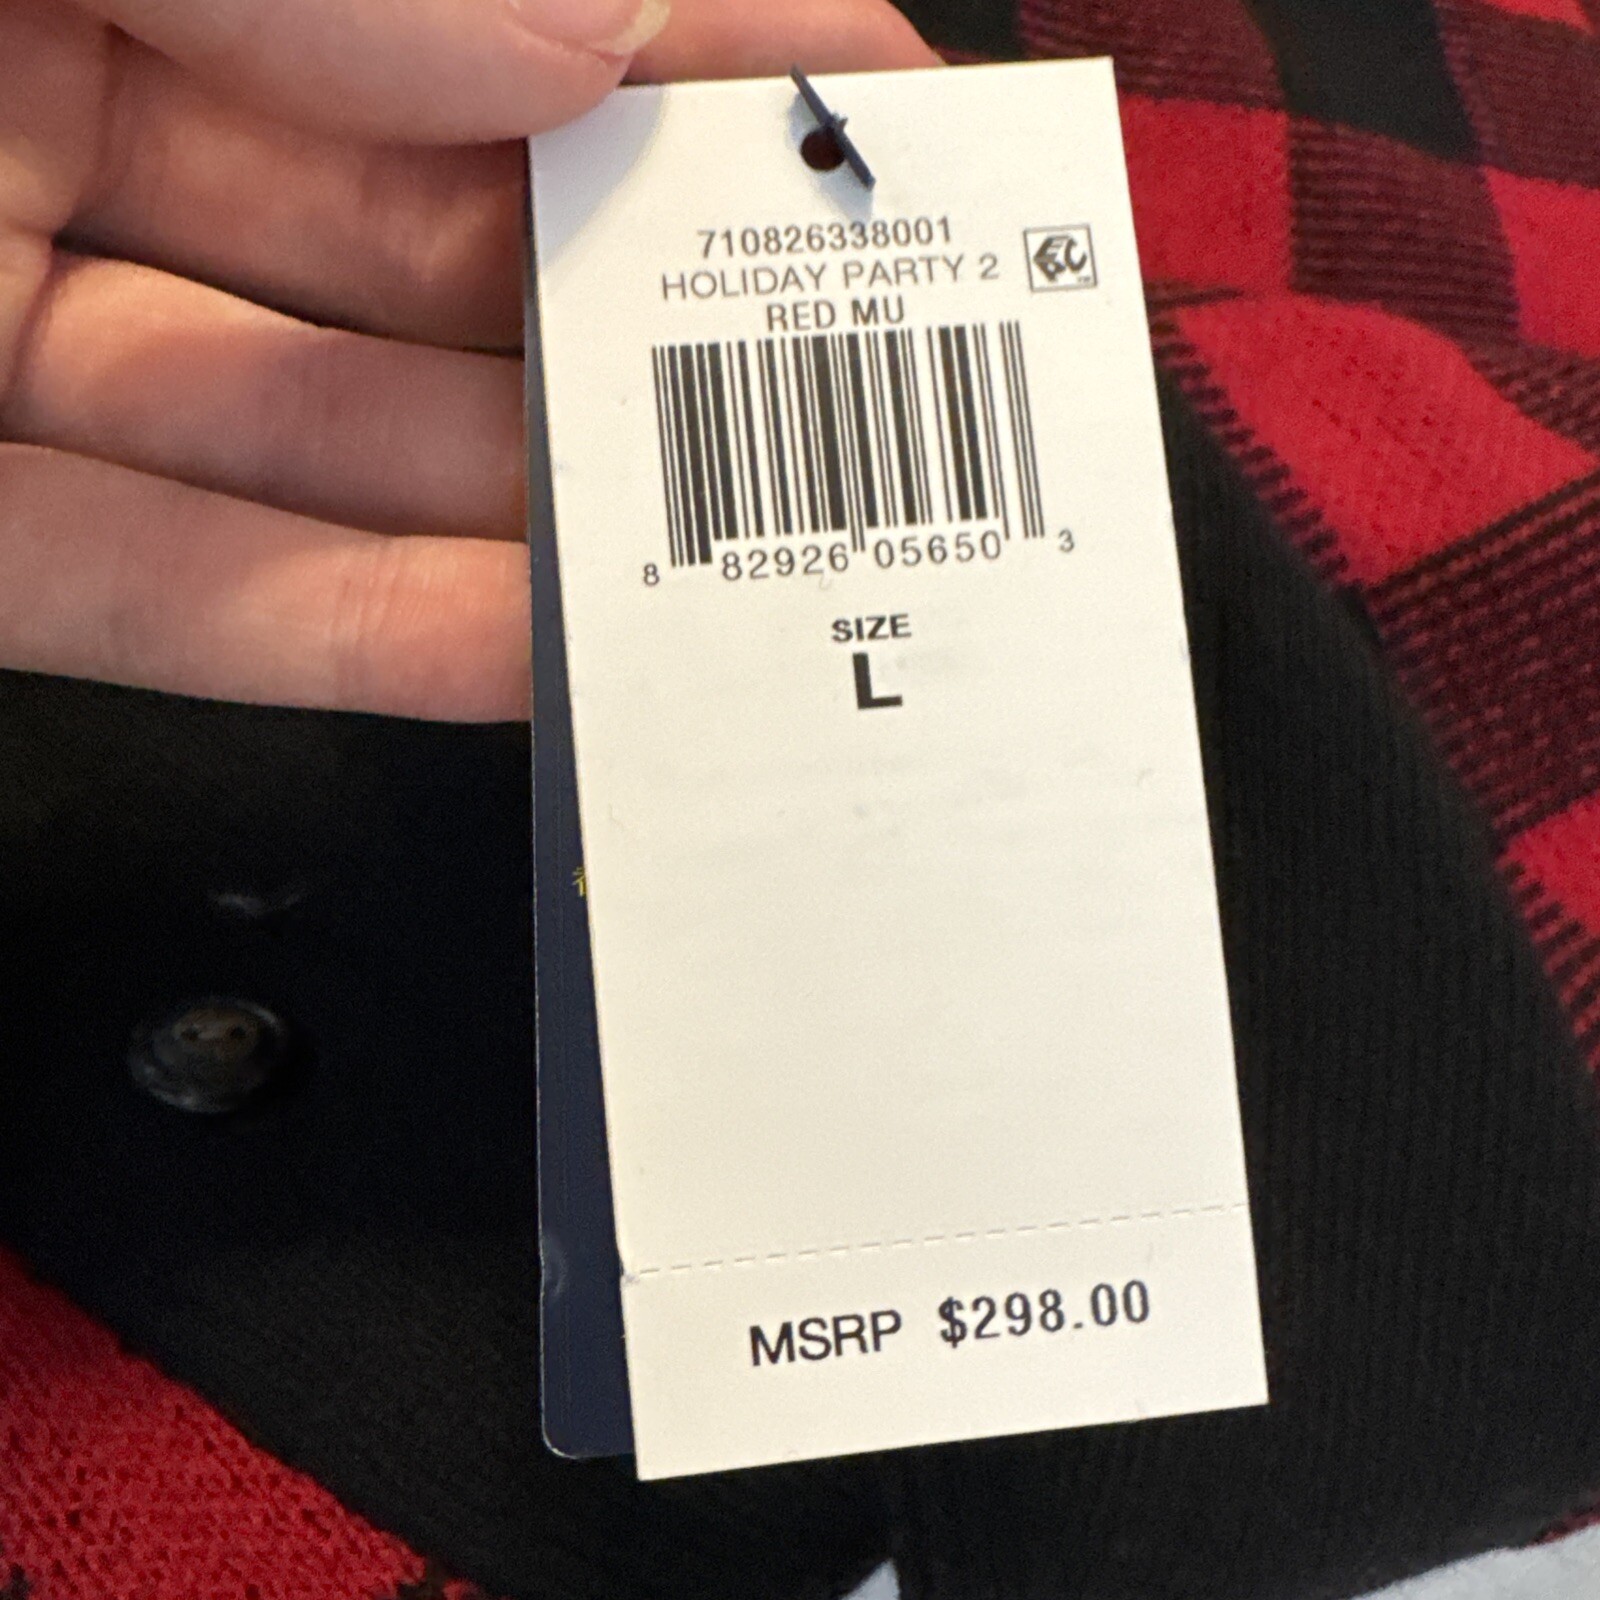 710826338001
HOLIDAY PARTY 2
RED MU
8 82926 05650 3
SIZE
L
MSRP $298.00